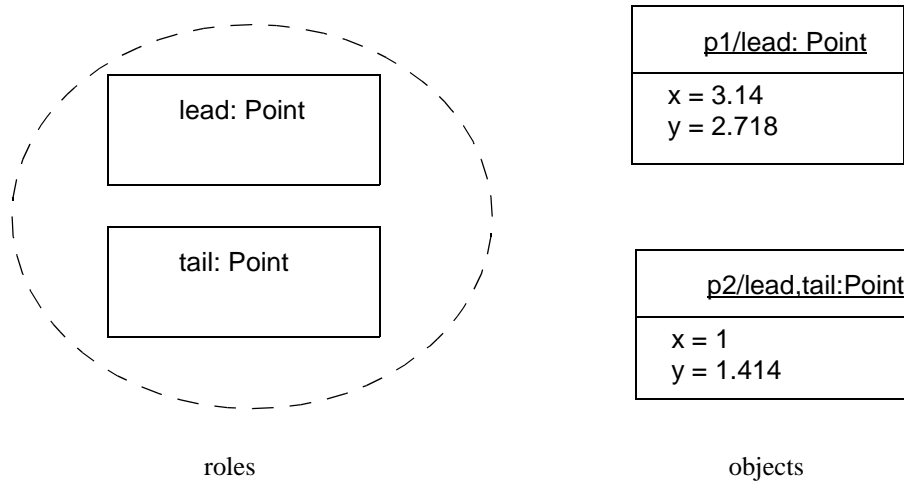 lead: Point
tail: Point
roles
p1/lead: Point
x = 3.14
y = 2.718
p2/lead,tail:Point
x = 1
y = 1.414
objects